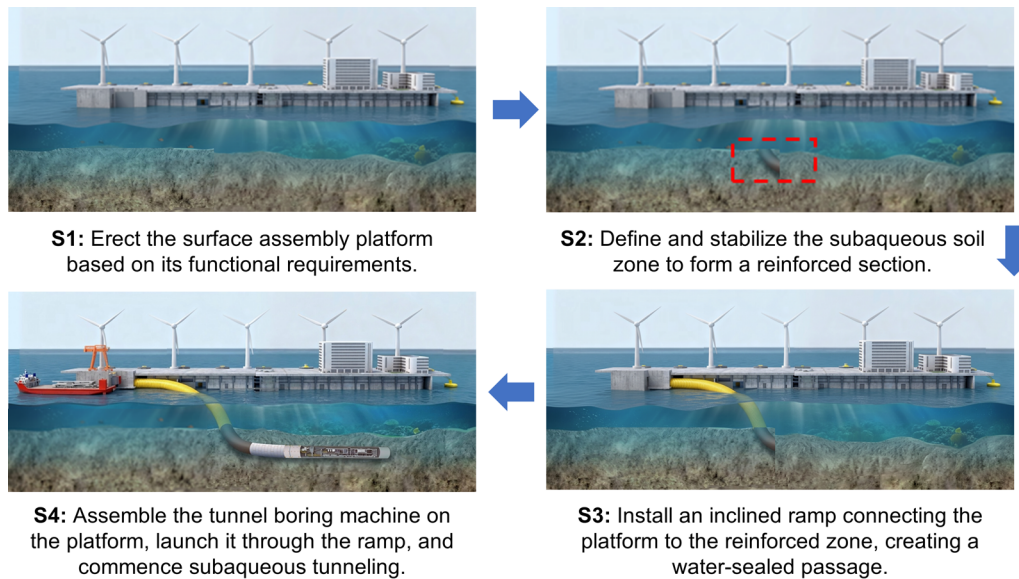 S1: Erect the surface assembly platform
based on its functional requirements.
S2: Define and stabilize the subaqueous soil
zone to form a reinforced section.
S4: Assemble the tunnel boring machine on
the platform, launch it through the ramp, and
commence subaqueous tunneling.
S3: Install an inclined ramp connecting the
platform to the reinforced zone, creating a
water-sealed passage.